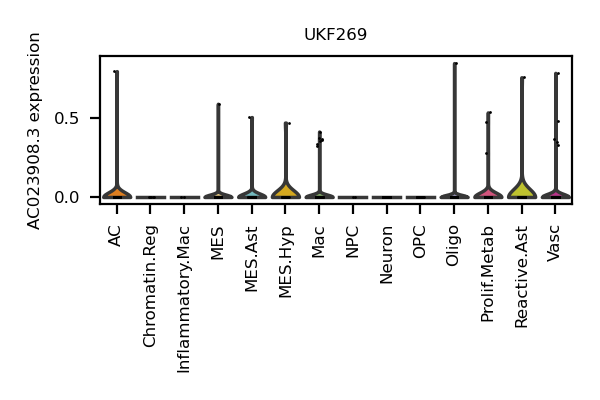 UKF269
AC023908.3 expression
0.5
0.0
AC
Chromatin.Reg
Inflammatory.Mac
MES
MES.Ast
MES.Hyp
Mac
NPC
Neuron
OPC
Oligo
Prolif.Metab
Reactive.Ast
Vasc